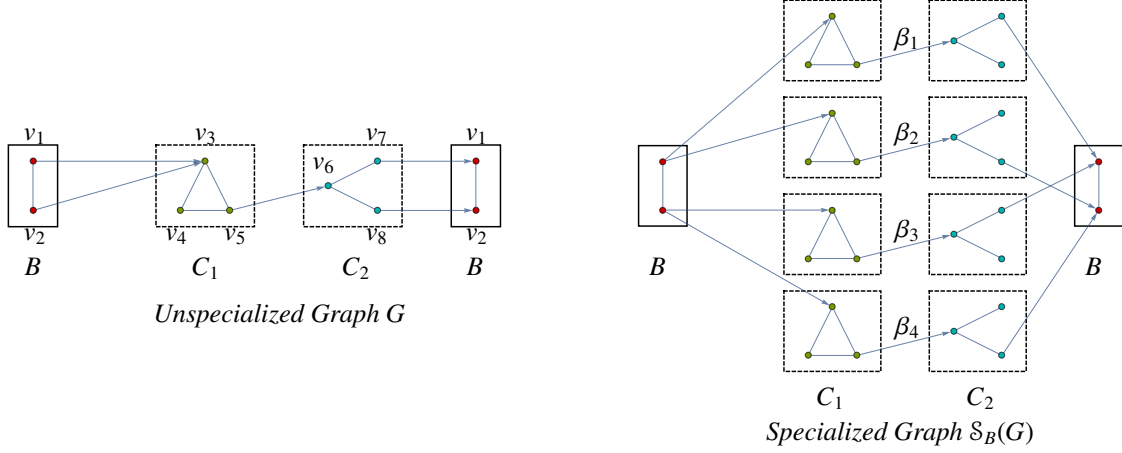 v1 v3 v7 v1
v6
v2 v4 v5 v8 v2
B C1 C2 B
Unspecialized Graph G
β1
β2
β3
B B
β4
C1 C2
Specialized Graph 𝒮B(G)